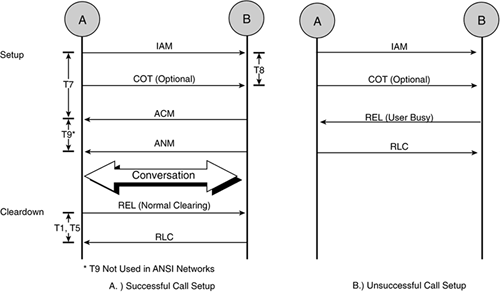 A
B
Setup
IAM
T7
T8
COT (Optional)
ACM
T9*
ANM
Conversation
Cleardown
REL (Normal Clearing)
T1, T5
RLC
* T9 Not Used in ANSI Networks
A. ) Successful Call Setup
A
B
IAM
COT (Optional)
REL (User Busy)
RLC
B.) Unsuccessful Call Setup